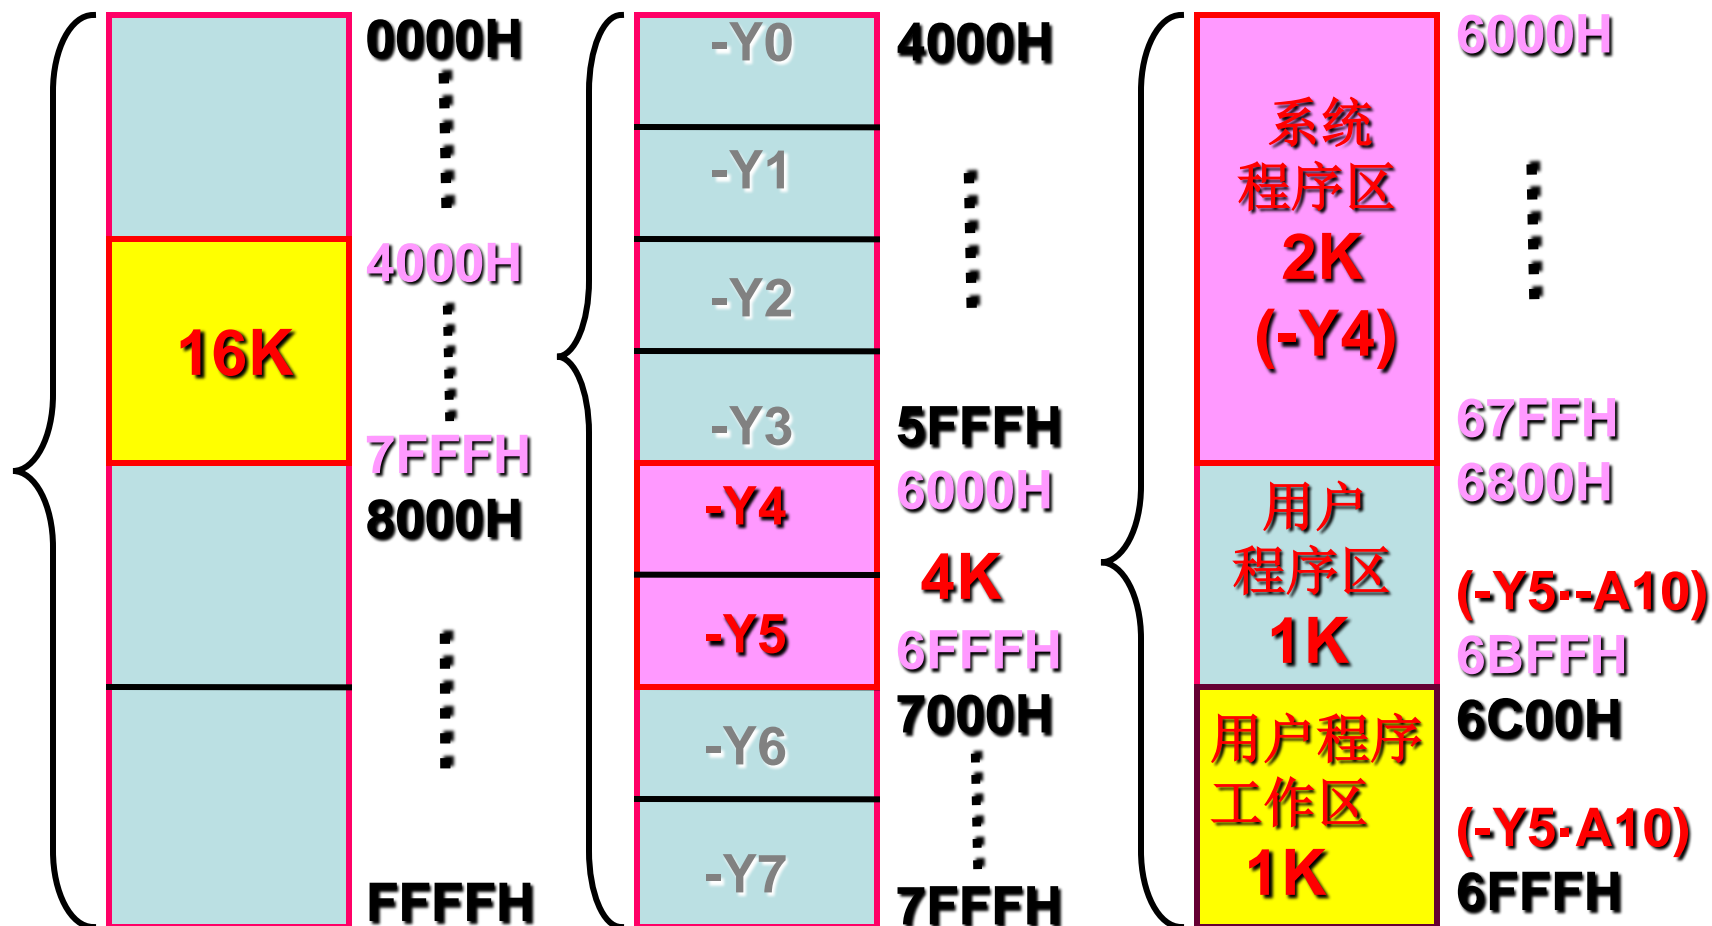 0000H
4000H
16K
7FFFH
8000H
FFFFH
-Y0
4000H
-Y1
-Y2
-Y3
5FFFH
-Y4
6000H
4K
-Y5
6FFFH
7000H
-Y6
-Y7
7FFFH
6000H
系统
程序区
2K
(-Y4)
67FFH
6800H
用户
程序区
(-Y5·-A10)
1K
6BFFH
6C00H
用户程序
工作区
(-Y5·A10)
1K
6FFFH